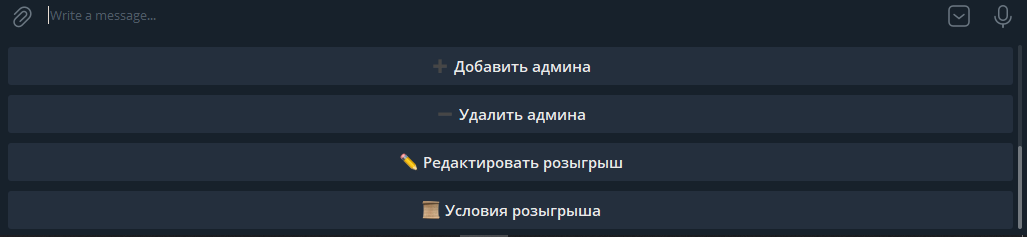 Write a message...
➕ Добавить админа
➖ Удалить админа
✏️ Редактировать розыгрыш
📜 Условия розыгрыша